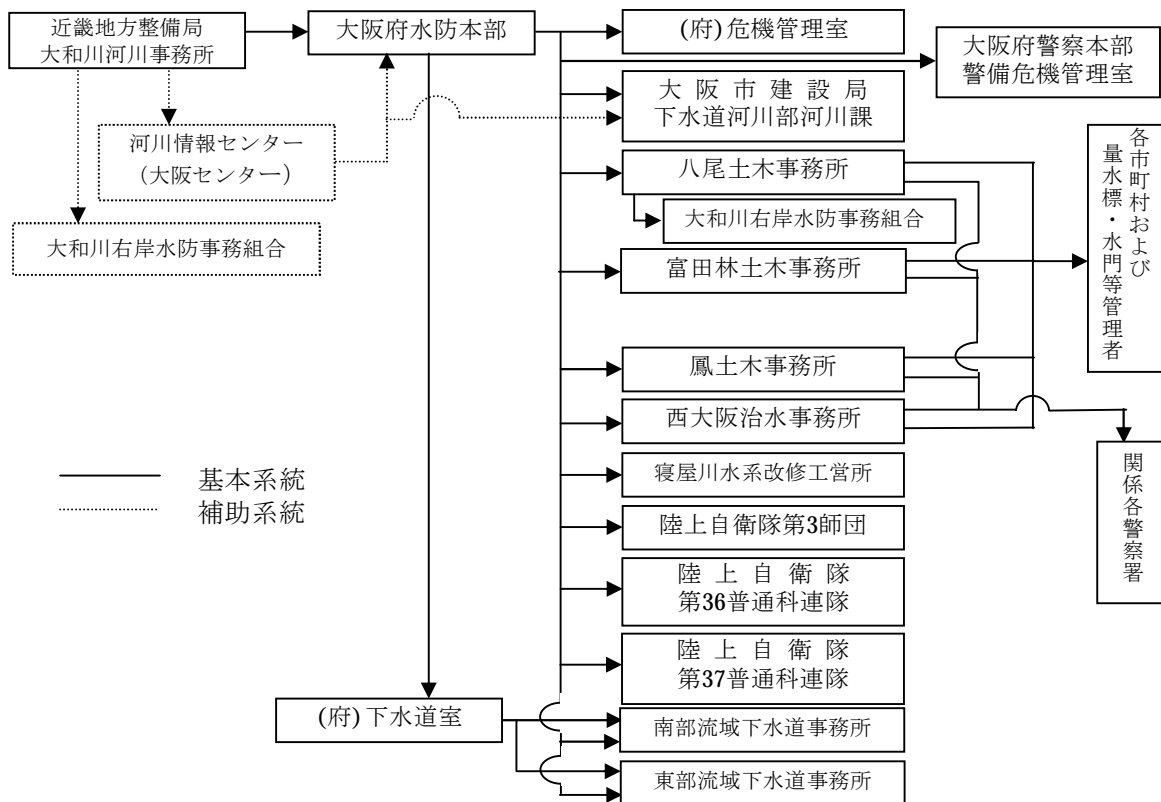 近畿地方整備局
大和川河川事務所
大阪府水防本部
(府)危機管理室
大阪府警察本部
警備危機管理室
大阪市建設局
下水道河川部河川課
河川情報センター
(大阪センター)
大和川右岸水防事務組合
八尾土木事務所
大和川右岸水防事務組合
富田林土木事務所
各市町村および
量水標・水門等管理者
鳳土木事務所
西大阪治水事務所
寝屋川水系改修工営所
陸上自衛隊第3師団
陸上自衛隊
第36普通科連隊
陸上自衛隊
第37普通科連隊
関係各警察署
基本系統
補助系統
(府)下水道室
南部流域下水道事務所
東部流域下水道事務所